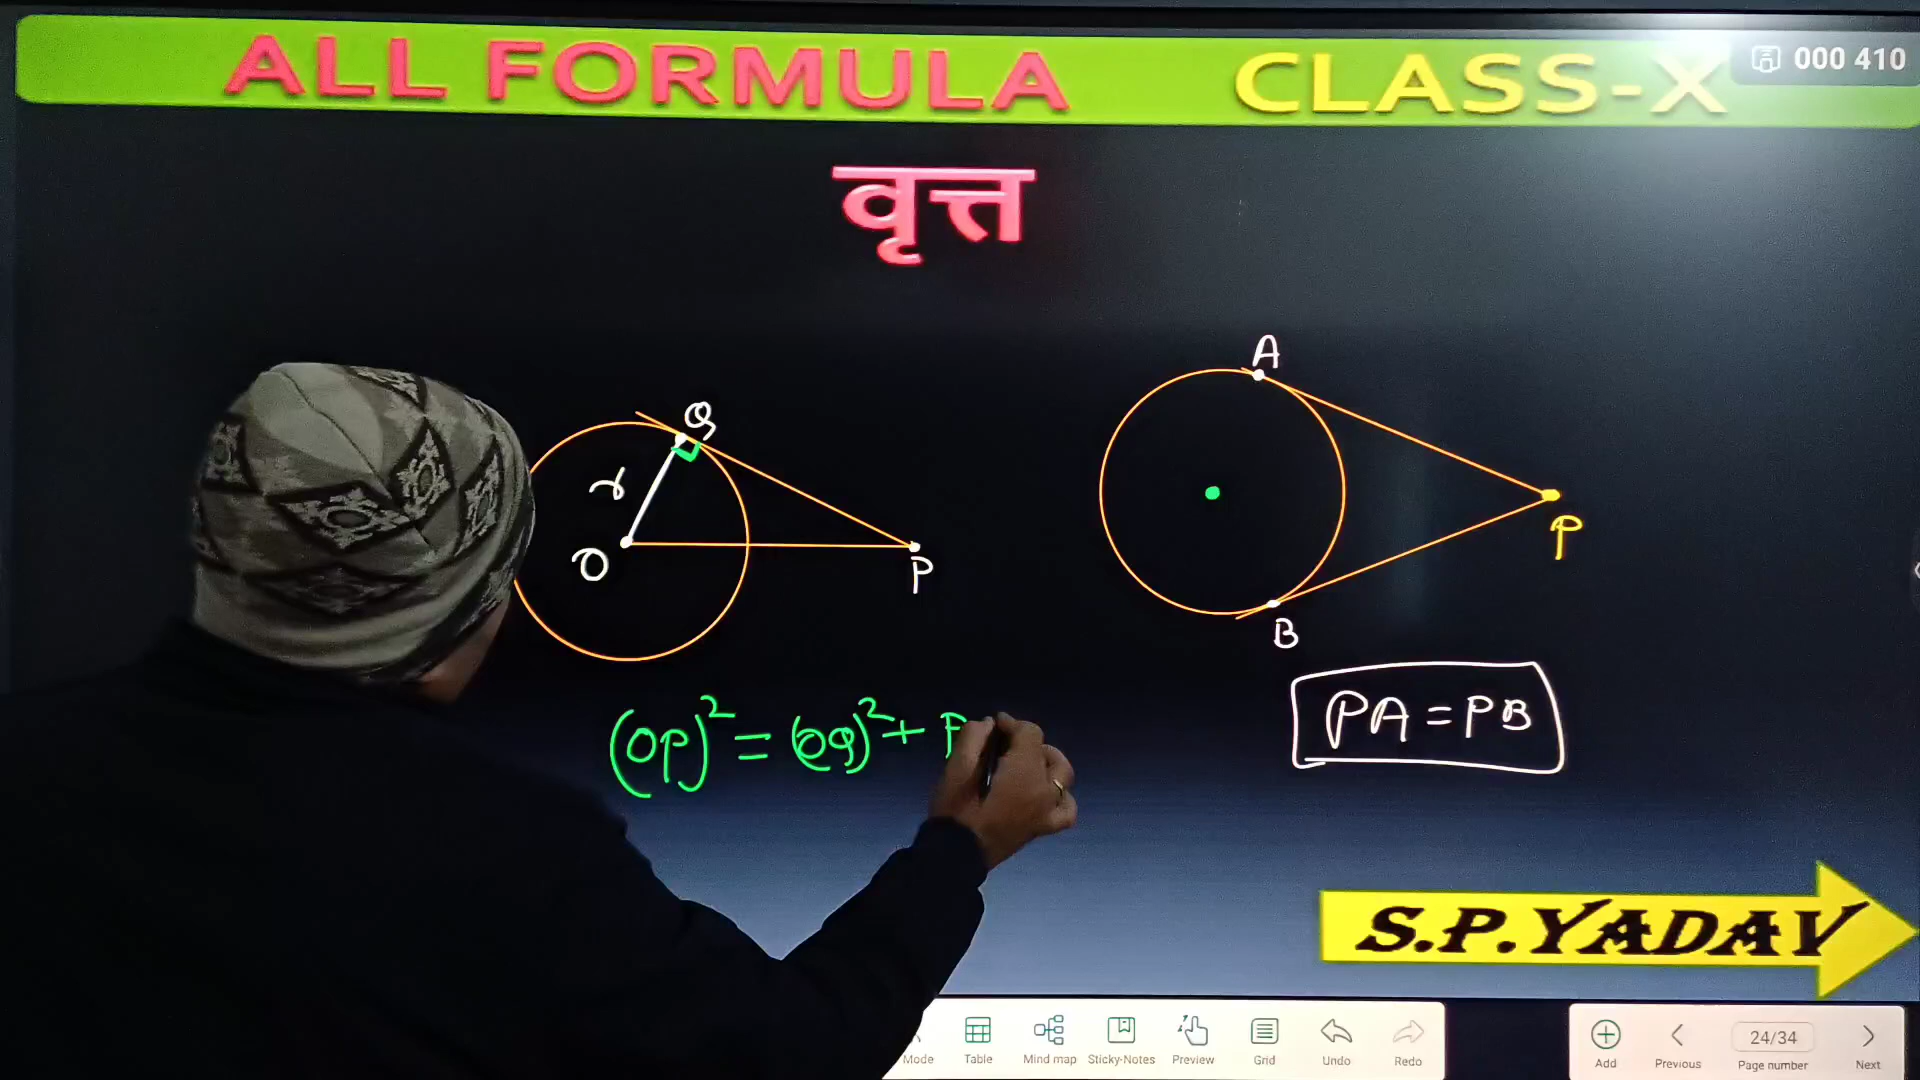 ALL FORMULA CLASS-X
000 410
वृत्त
A
Q
r
O
P
P
B
(OP)² = (OQ)² + P
PA = PB
S.P.YADAV
Mode
Table
Mind map
Sticky-Notes
Preview
Grid
Undo
Redo
Add
Previous
24/34
Page number
Next